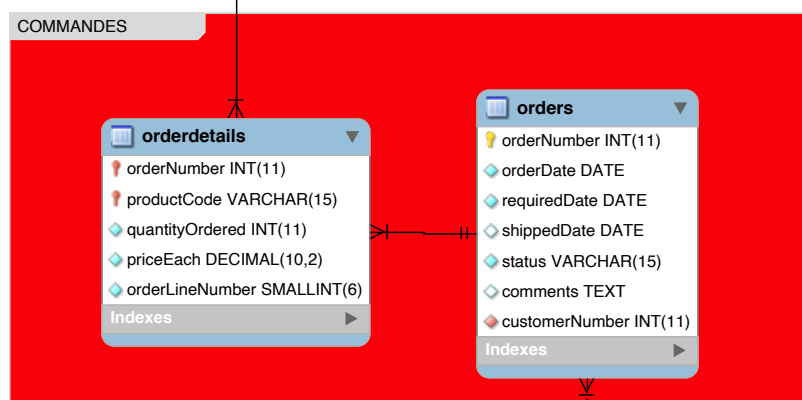 COMMANDES
orderdetails
orderNumber INT(11)
productCode VARCHAR(15)
quantityOrdered INT(11)
priceEach DECIMAL(10,2)
orderLineNumber SMALLINT(6)
Indexes
orders
orderNumber INT(11)
orderDate DATE
requiredDate DATE
shippedDate DATE
status VARCHAR(15)
comments TEXT
customerNumber INT(11)
Indexes